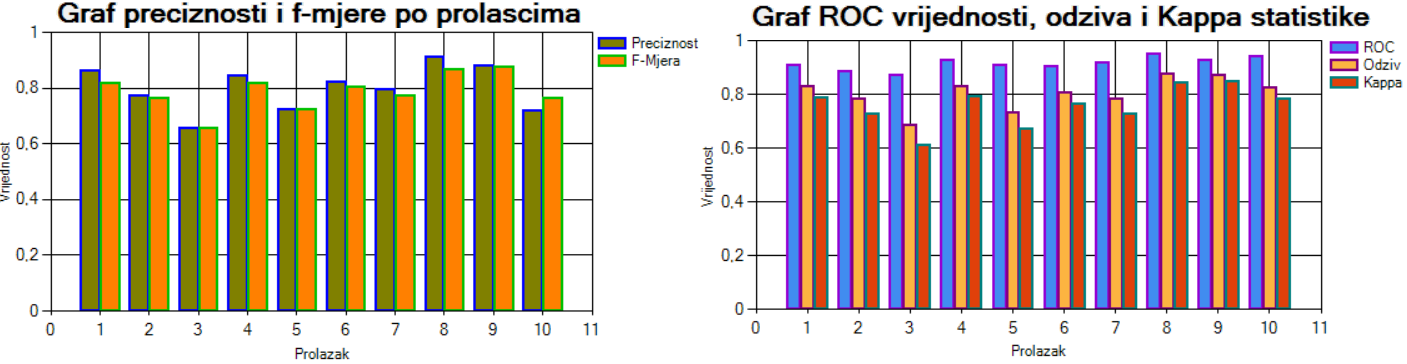 Graf preciznosti i f-mjere po prolascima
1
0,8
0,6
0,4
0,2
0
Vrijednost
0 1 2 3 4 5 6 7 8 9 10 11
Prolazak
Preciznost
F-Mjera
Graf ROC vrijednosti, odziva i Kappa statistike
1
0,8
0,6
0,4
0,2
0
Vrijednost
0 1 2 3 4 5 6 7 8 9 10 11
Prolazak
ROC
Odziv
Kappa